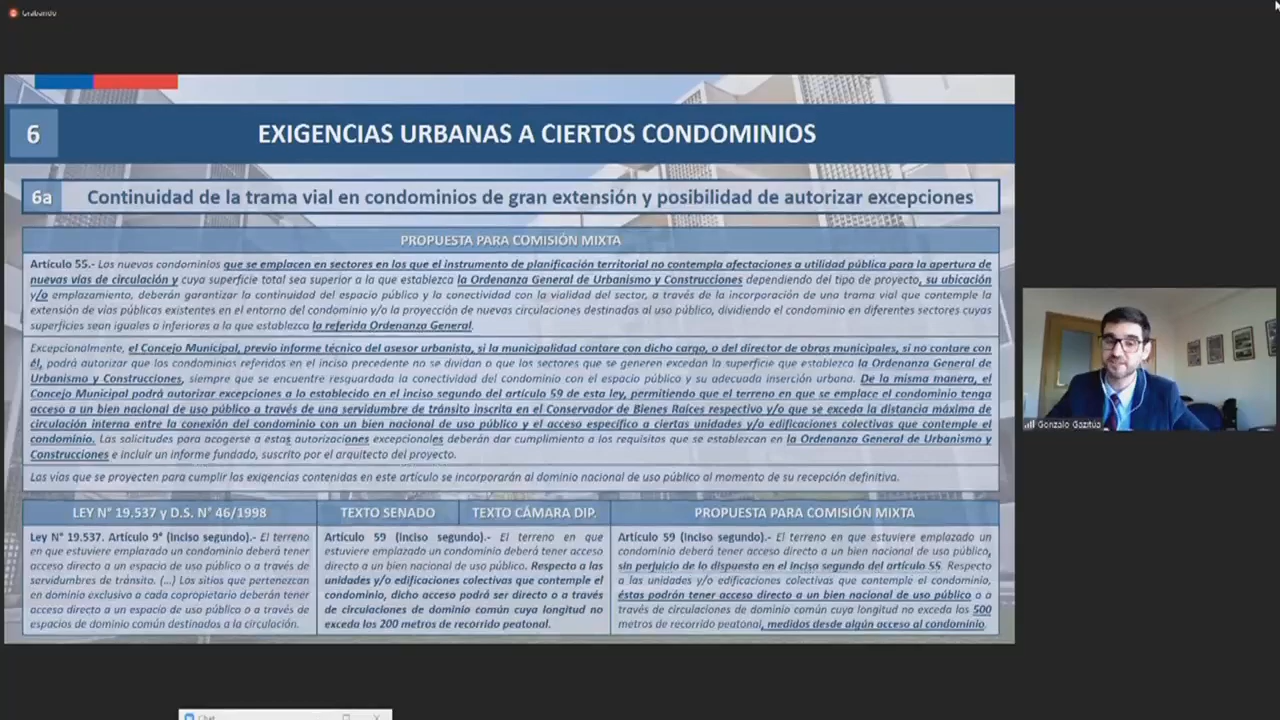 Grabando
6
EXIGENCIAS URBANAS A CIERTOS CONDOMINIOS
6a
Continuidad de la trama vial en condominios de gran extensión y posibilidad de autorizar excepciones
PROPUESTA PARA COMISIÓN MIXTA
Artículo 55.- Los nuevos condominios que se emplacen en sectores en los que el instrumento de planificación territorial no contempla afectaciones a utilidad pública para la apertura de
nuevas vías de circulación y cuya superficie total sea superior a la que establezca la Ordenanza General de Urbanismo y Construcciones dependiendo del tipo de proyecto, su ubicación
y/o emplazamiento, deberán garantizar la continuidad del espacio público y la conectividad con la vialidad del sector, a través de la incorporación de una trama vial que contemple la
extensión de vías públicas existentes en el entorno del condominio y/o la proyección de nuevas circulaciones destinadas al uso público, dividiendo el condominio en diferentes sectores cuyas
superficies sean iguales o inferiores a la que establezca la referida Ordenanza General.
Excepcionalmente, el Concejo Municipal, previo informe técnico del asesor urbanista, si la municipalidad contare con dicho cargo, o del director de obras municipales, si no contare con
él, podrá autorizar que los condominios referidos en el inciso precedente no se dividan o que los sectores que se generen excedan la superficie que establezca la Ordenanza General de
Urbanismo y Construcciones, siempre que se encuentre resguardada la conectividad del condominio con el espacio público y su adecuada inserción urbana. De la misma manera, el
Concejo Municipal podrá autorizar excepciones a lo establecido en el inciso segundo del artículo 59 de esta ley, permitiendo que el terreno en que se emplace el condominio tenga
acceso a un bien nacional de uso público a través de una servidumbre de tránsito inscrita en el Conservador de Bienes Raíces respectivo y/o que se exceda la distancia máxima de
circulación interna entre la conexión del condominio con un bien nacional de uso público y el acceso específico a ciertas unidades y/o edificaciones colectivas que contemple el
condominio. Las solicitudes para acogerse a estas autorizaciones excepcionales deberán dar cumplimiento a los requisitos que se establezcan en la Ordenanza General de Urbanismo y
Construcciones e incluir un informe fundado, suscrito por el arquitecto del proyecto.
Las vías que se proyecten para cumplir las exigencias contenidas en este artículo se incorporarán al dominio nacional de uso público al momento de su recepción definitiva.
LEY N° 19.537 y D.S. N° 46/1998
Ley N° 19.537. Artículo 9° (inciso segundo).- El terreno
en que estuviere emplazado un condominio deberá tener
acceso directo a un espacio de uso público o a través de
servidumbres de tránsito. (...) Los sitios que pertenezcan
en dominio exclusivo a cada copropietario deberán tener
acceso directo a un espacio de uso público o a través de
espacios de dominio común destinados a la circulación.
TEXTO SENADO
TEXTO CÁMARA DIP.
Artículo 59 (inciso segundo).- El terreno en que
estuviere emplazado un condominio deberá tener acceso
directo a un bien nacional de uso público. Respecto a las
unidades y/o edificaciones colectivas que contemple el
condominio, dicho acceso podrá ser directo o a través
de circulaciones de dominio común cuya longitud no
exceda los 200 metros de recorrido peatonal.
PROPUESTA PARA COMISIÓN MIXTA
Artículo 59 (inciso segundo).- El terreno en que estuviere emplazado un
condominio deberá tener acceso directo a un bien nacional de uso público,
sin perjuicio de lo dispuesto en el inciso segundo del artículo 55. Respecto
a las unidades y/o edificaciones colectivas que contemple el condominio,
éstas podrán tener acceso directo a un bien nacional de uso público o a
través de circulaciones de dominio común cuya longitud no exceda los 500
metros de recorrido peatonal, medidos desde algún acceso al condominio.
Gonzalo Gazitúa
Chat